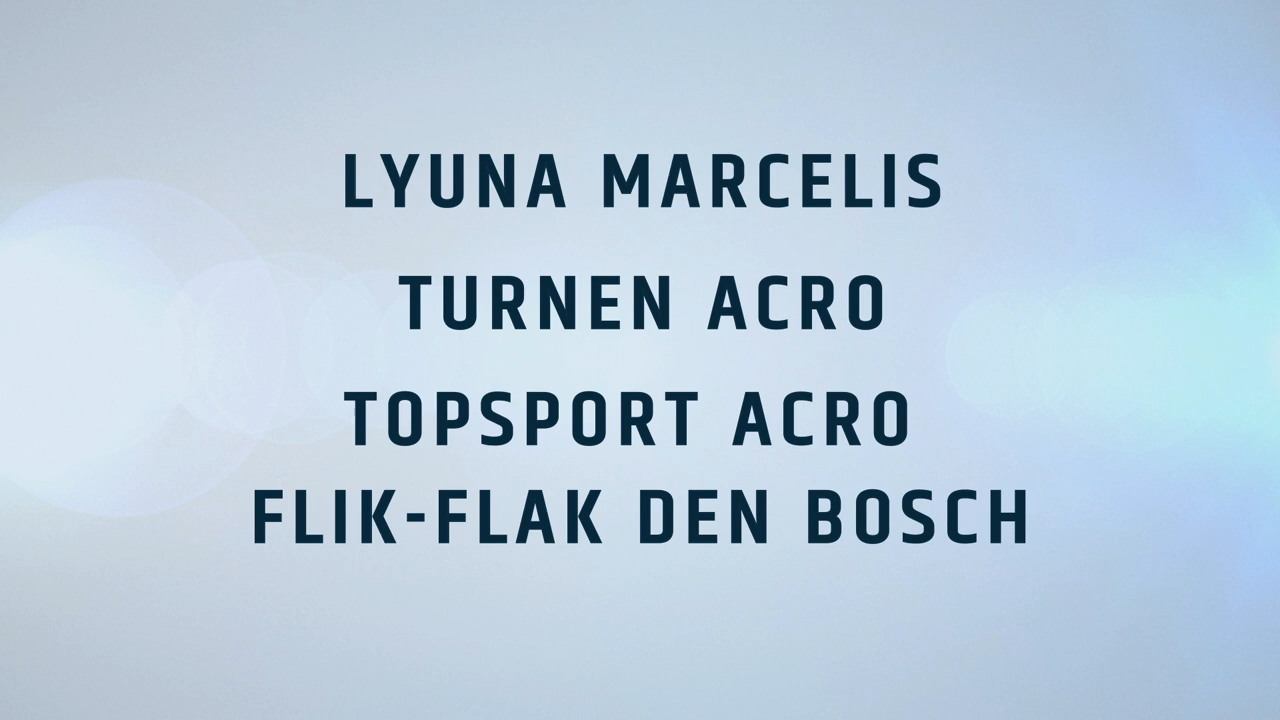 LYUNA MARCELIS
TURNEN ACRO
TOPSPORT ACRO
FLIK-FLAK DEN BOSCH